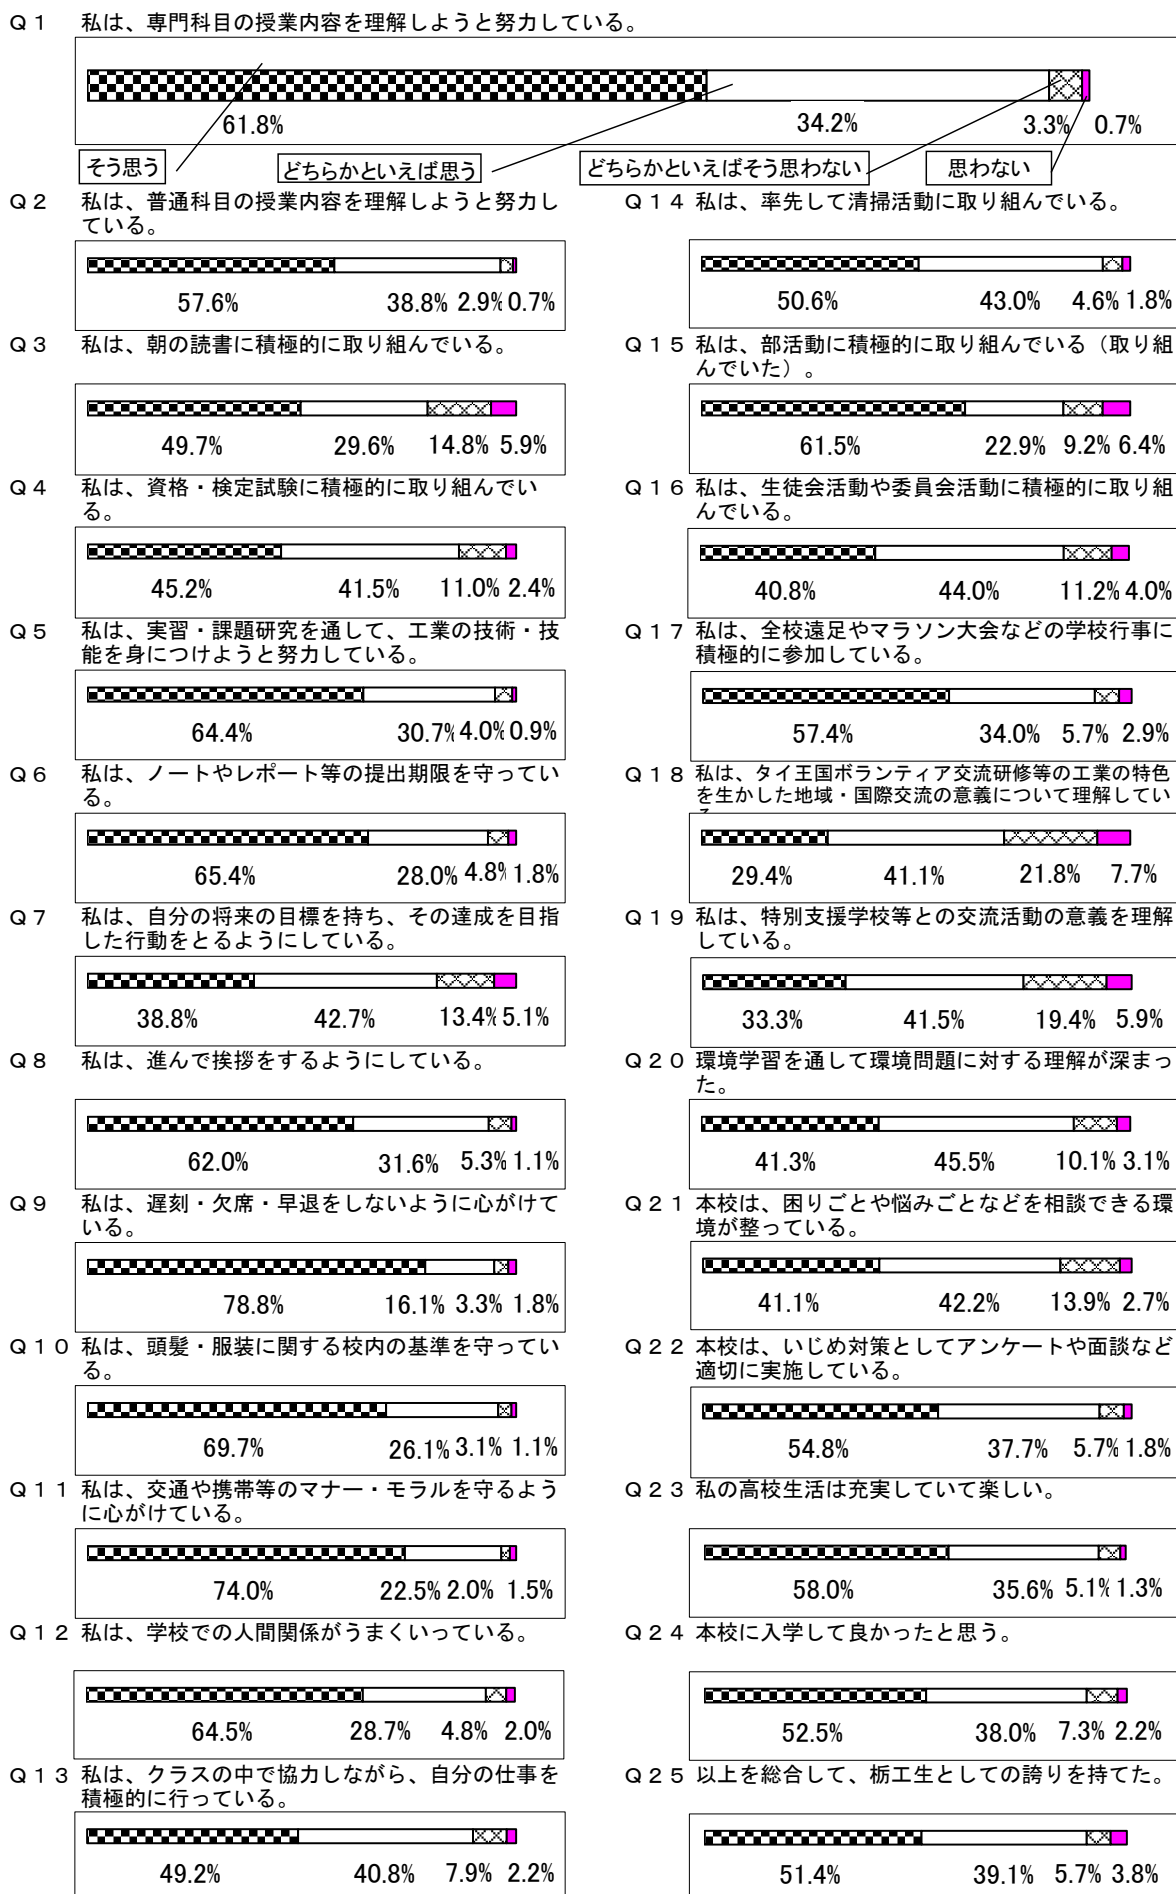 Ｑ１ 私は、専門科目の授業内容を理解しようと努力している。
61.8% 34.2% 3.3% 0.7%
そう思う どちらかといえば思う どちらかといえばそう思わない 思わない
Ｑ２ 私は、普通科目の授業内容を理解しようと努力し
ている。
57.6% 38.8% 2.9% 0.7%
Ｑ３ 私は、朝の読書に積極的に取り組んでいる。
49.7% 29.6% 14.8% 5.9%
Ｑ４ 私は、資格・検定試験に積極的に取り組んでい
る。
45.2% 41.5% 11.0% 2.4%
Ｑ５ 私は、実習・課題研究を通して、工業の技術・技
能を身につけようと努力している。
64.4% 30.7% 4.0% 0.9%
Ｑ６ 私は、ノートやレポート等の提出期限を守ってい
る。
65.4% 28.0% 4.8% 1.8%
Ｑ７ 私は、自分の将来の目標を持ち、その達成を目指
した行動をとるようにしている。
38.8% 42.7% 13.4% 5.1%
Ｑ８ 私は、進んで挨拶をするようにしている。
62.0% 31.6% 5.3% 1.1%
Ｑ９ 私は、遅刻・欠席・早退をしないように心がけて
いる。
78.8% 16.1% 3.3% 1.8%
Ｑ１０ 私は、頭髪・服装に関する校内の基準を守ってい
る。
69.7% 26.1% 3.1% 1.1%
Ｑ１１ 私は、交通や携帯等のマナー・モラルを守るよう
に心がけている。
74.0% 22.5% 2.0% 1.5%
Ｑ１２ 私は、学校での人間関係がうまくいっている。
64.5% 28.7% 4.8% 2.0%
Ｑ１３ 私は、クラスの中で協力しながら、自分の仕事を
積極的に行っている。
49.2% 40.8% 7.9% 2.2%
Ｑ１４ 私は、率先して清掃活動に取り組んでいる。
50.6% 43.0% 4.6% 1.8%
Ｑ１５ 私は、部活動に積極的に取り組んでいる（取り組
んでいた）。
61.5% 22.9% 9.2% 6.4%
Ｑ１６ 私は、生徒会活動や委員会活動に積極的に取り組
んでいる。
40.8% 44.0% 11.2% 4.0%
Ｑ１７ 私は、全校遠足やマラソン大会などの学校行事に
積極的に参加している。
57.4% 34.0% 5.7% 2.9%
Ｑ１８ 私は、タイ王国ボランティア交流研修等の工業の特色
を生かした地域・国際交流の意義について理解してい
29.4% 41.1% 21.8% 7.7%
Ｑ１９ 私は、特別支援学校等との交流活動の意義を理解
している。
33.3% 41.5% 19.4% 5.9%
Ｑ２０ 環境学習を通して環境問題に対する理解が深まっ
た。
41.3% 45.5% 10.1% 3.1%
Ｑ２１ 本校は、困りごとや悩みごとなどを相談できる環
境が整っている。
41.1% 42.2% 13.9% 2.7%
Ｑ２２ 本校は、いじめ対策としてアンケートや面談など
適切に実施している。
54.8% 37.7% 5.7% 1.8%
Ｑ２３ 私の高校生活は充実していて楽しい。
58.0% 35.6% 5.1% 1.3%
Ｑ２４ 本校に入学して良かったと思う。
52.5% 38.0% 7.3% 2.2%
Ｑ２５ 以上を総合して、栃工生としての誇りを持てた。
51.4% 39.1% 5.7% 3.8%